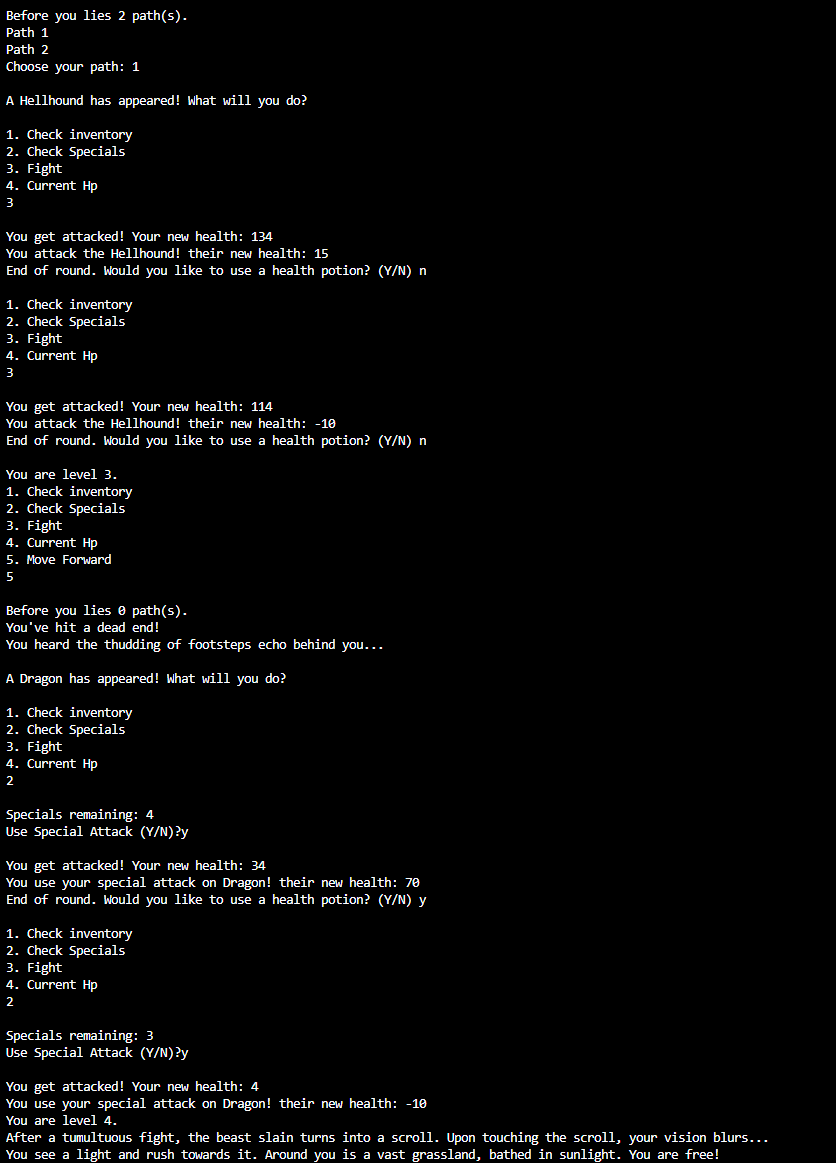 Before you lies 2 path(s).
Path 1
Path 2
Choose your path: 1
A Hellhound has appeared! What will you do?
1. Check inventory
2. Check Specials
3. Fight
4. Current Hp
3
You get attacked! Your new health: 134
You attack the Hellhound! their new health: 15
End of round. Would you like to use a health potion? (Y/N) n
1. Check inventory
2. Check Specials
3. Fight
4. Current Hp
3
You get attacked! Your new health: 114
You attack the Hellhound! their new health: -10
End of round. Would you like to use a health potion? (Y/N) n
You are level 3.
1. Check inventory
2. Check Specials
3. Fight
4. Current Hp
5. Move Forward
5
Before you lies 0 path(s).
You've hit a dead end!
You heard the thudding of footsteps echo behind you...
A Dragon has appeared! What will you do?
1. Check inventory
2. Check Specials
3. Fight
4. Current Hp
2
Specials remaining: 4
Use Special Attack (Y/N)?y
You get attacked! Your new health: 34
You use your special attack on Dragon! their new health: 70
End of round. Would you like to use a health potion? (Y/N) y
1. Check inventory
2. Check Specials
3. Fight
4. Current Hp
2
Specials remaining: 3
Use Special Attack (Y/N)?y
You get attacked! Your new health: 4
You use your special attack on Dragon! their new health: -10
You are level 4.
After a tumultuous fight, the beast slain turns into a scroll. Upon touching the scroll, your vision blurs...
You see a light and rush towards it. Around you is a vast grassland, bathed in sunlight. You are free!